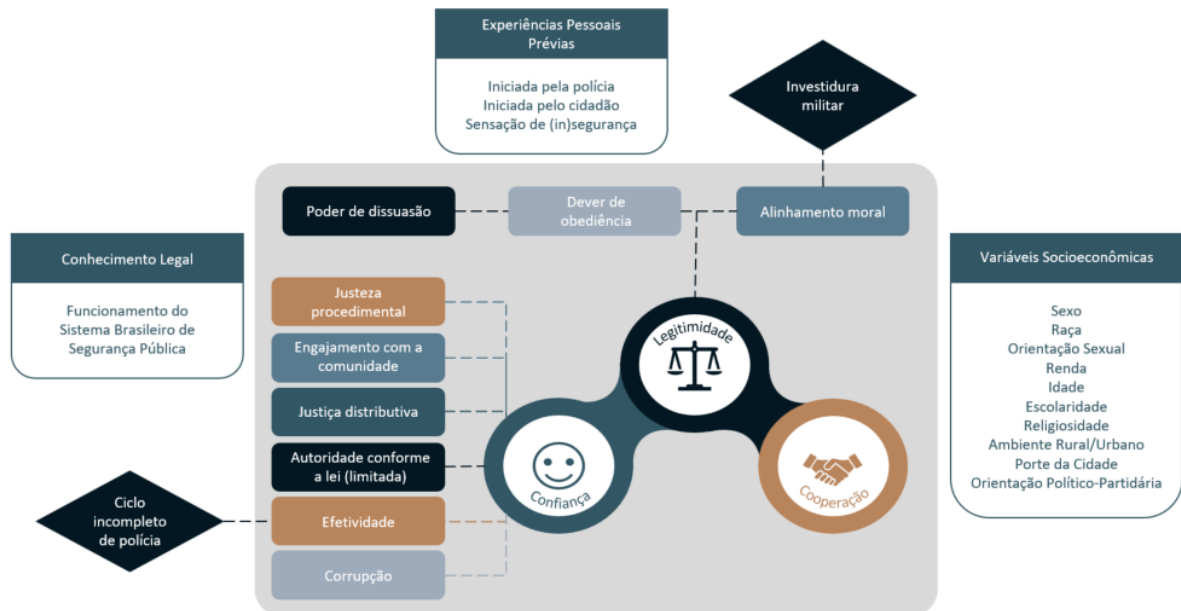 Experiências Pessoais
Prévias
Iniciada pela polícia
Iniciada pelo cidadão
Sensação de (in)segurança
Investidura
militar
Poder de dissuasão
Dever de
obediência
Alinhamento moral
Conhecimento Legal
Funcionamento do
Sistema Brasileiro de
Segurança Pública
Justeza
procedimental
Engajamento com a
comunidade
Justiça distributiva
Autoridade conforme
a lei (limitada)
Efetividade
Corrupção
Ciclo
incompleto
de polícia
Legitimidade
Confiança
Cooperação
Variáveis Socioeconômicas
Sexo
Raça
Orientação Sexual
Renda
Idade
Escolaridade
Religiosidade
Ambiente Rural/Urbano
Porte da Cidade
Orientação Político-Partidária